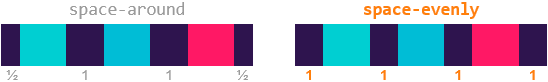 space-around space-evenly
½ 1 1 ½ 1 1 1 1